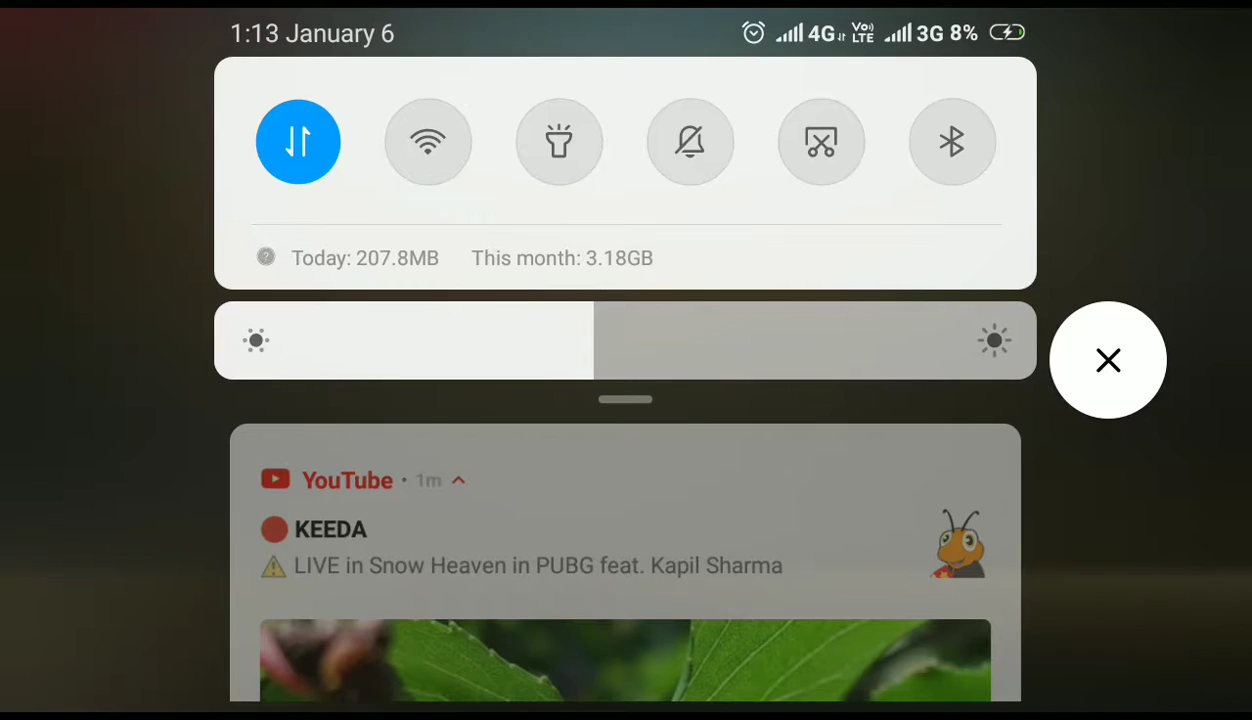 1:13 January 6 4G VoLTE 3G 8%
Today: 207.8MB This month: 3.18GB
YouTube · 1m
KEEDA
LIVE in Snow Heaven in PUBG feat. Kapil Sharma